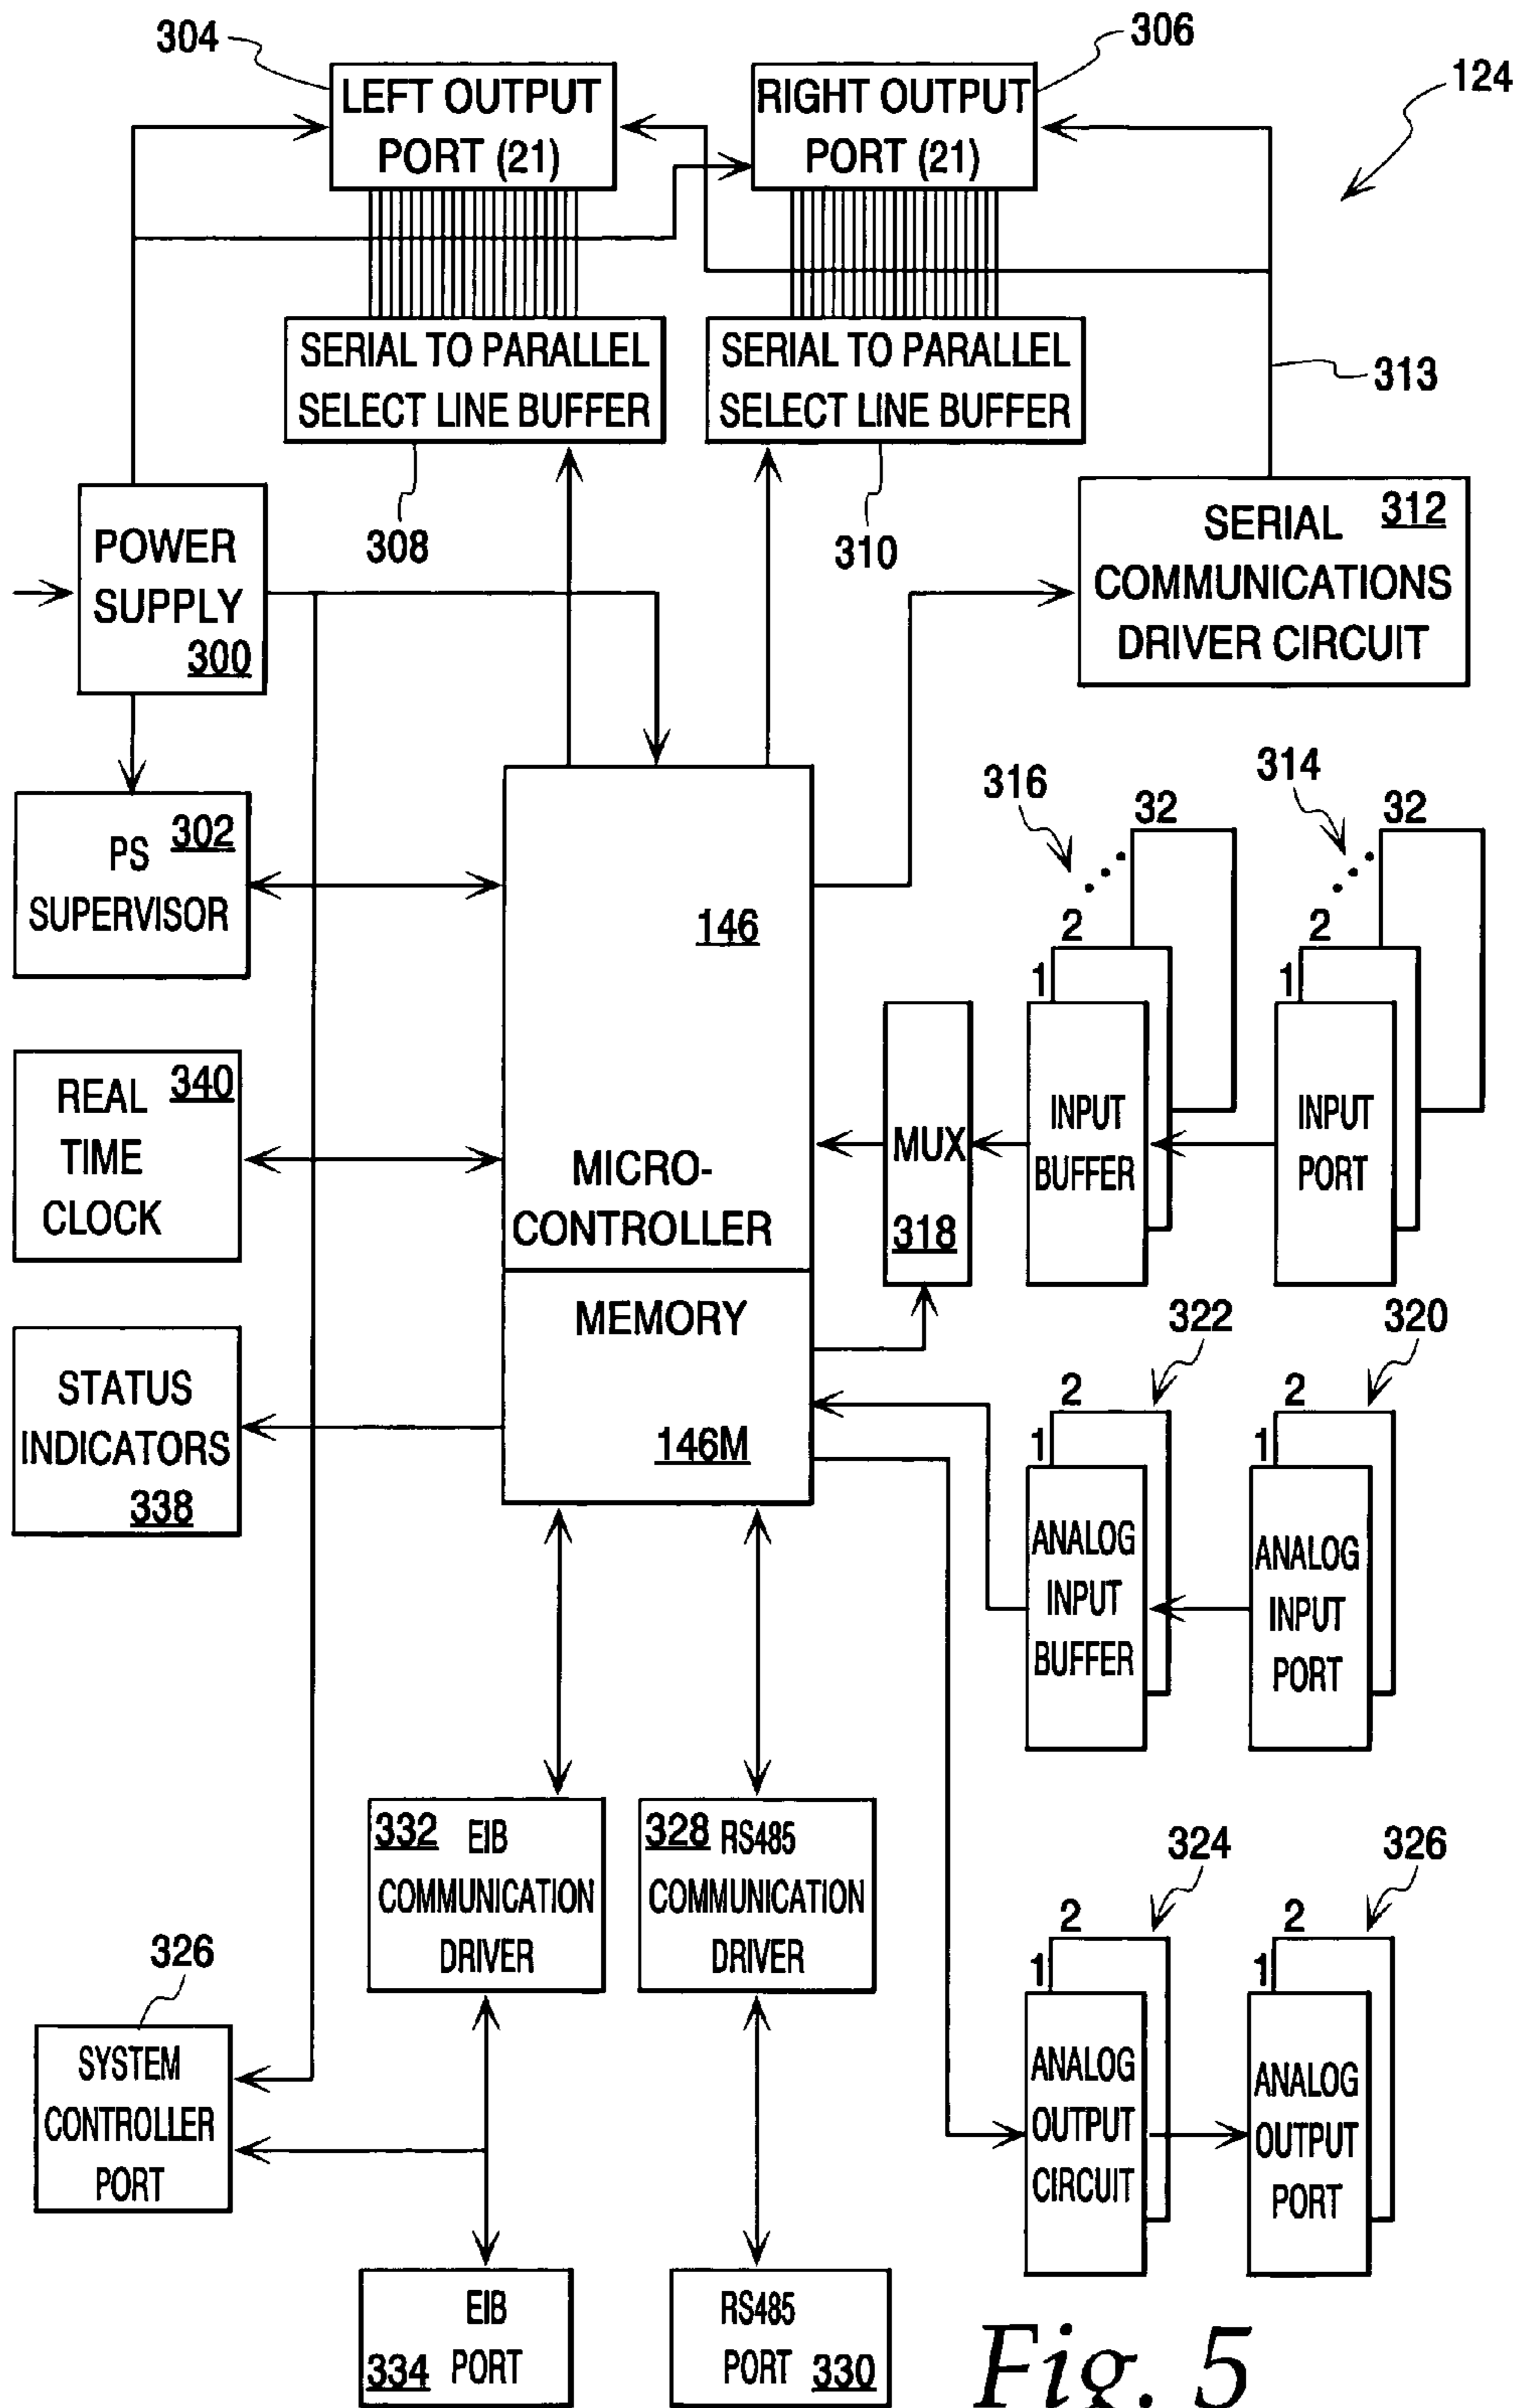 304
306
124
LEFT OUTPUT
PORT (21)
RIGHT OUTPUT
PORT (21)
SERIAL TO PARALLEL
SELECT LINE BUFFER
SERIAL TO PARALLEL
SELECT LINE BUFFER
313
308
310
POWER
SUPPLY
300
312
SERIAL
COMMUNICATIONS
DRIVER CIRCUIT
302
PS
SUPERVISOR
146
MICRO-
CONTROLLER
316
32
2
1
INPUT
BUFFER
314
32
2
1
INPUT
PORT
MUX
318
340
REAL
TIME
CLOCK
MEMORY
146M
STATUS
INDICATORS
338
322
2
1
ANALOG
INPUT
BUFFER
320
2
1
ANALOG
INPUT
PORT
332 EIB
COMMUNICATION
DRIVER
328 RS485
COMMUNICATION
DRIVER
324
2
1
ANALOG
OUTPUT
CIRCUIT
326
2
1
ANALOG
OUTPUT
PORT
326
SYSTEM
CONTROLLER
PORT
EIB
334 PORT
RS485
PORT 330
Fig. 5